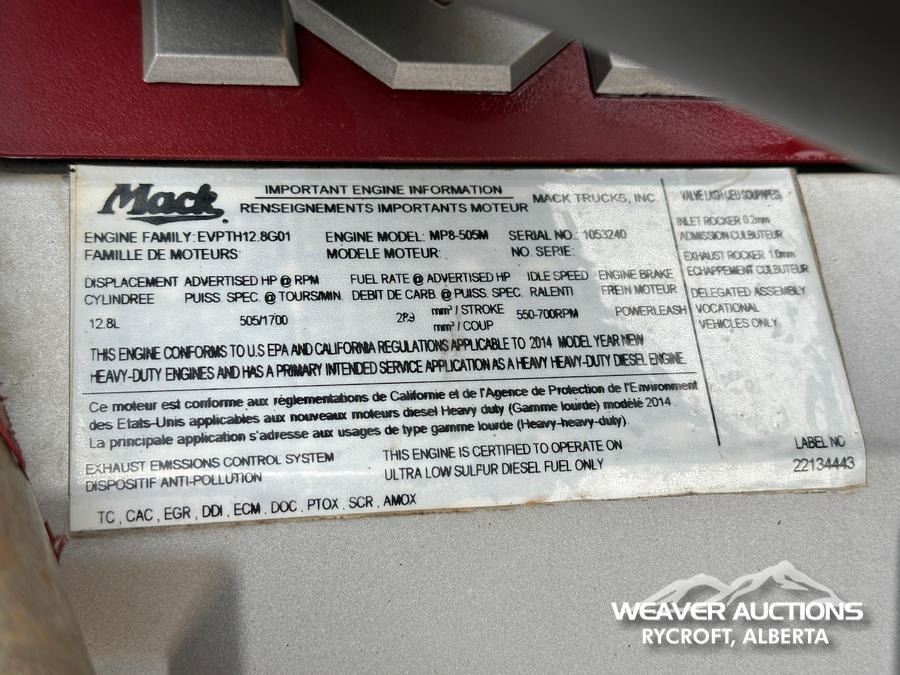 Mack
IMPORTANT ENGINE INFORMATION
RENSEIGNEMENTS IMPORTANTS MOTEUR
MACK TRUCKS, INC.
ENGINE FAMILY: EVPTH12.8G01 ENGINE MODEL: MP8-505M SERIAL NO.: 1053240
FAMILLE DE MOTEURS: MODELE MOTEUR: NO. SERIE:
DISPLACEMENT ADVERTISED HP @ RPM FUEL RATE @ ADVERTISED HP IDLE SPEED ENGINE BRAKE
CYLINDREE PUISS. SPEC. @ TOURS/MIN. DEBIT DE CARB. @ PUISS. SPEC. RALENTI FREIN MOTEUR
12.8L 505/1700 289 mm³ / STROKE 550-700RPM POWERLEASH
mm³ / COUP
THIS ENGINE CONFORMS TO U.S EPA AND CALIFORNIA REGULATIONS APPLICABLE TO 2014 MODEL YEAR NEW
HEAVY-DUTY ENGINES AND HAS A PRIMARY INTENDED SERVICE APPLICATION AS A HEAVY HEAVY-DUTY DIESEL ENGINE.
Ce moteur est conforme aux réglementations de Californie et de l'Agence de Protection de l'Environment
des Etats-Unis applicables aux nouveaux moteurs diesel Heavy duty (Gamme lourde) modélé 2014.
La principale application s'adresse aux usages de type gamme lourde (Heavy-heavy-duty).
EXHAUST EMISSIONS CONTROL SYSTEM THIS ENGINE IS CERTIFIED TO OPERATE ON
DISPOSITIF ANTI-POLLUTION ULTRA LOW SULFUR DIESEL FUEL ONLY
TC , CAC , EGR , DDI , ECM , DOC , PTOX , SCR , AMOX
VALVE LASH (JEU SOUPAPES)
INLET ROCKER 0.2mm
ADMISSION CULBUTEUR
EXHAUST ROCKER 1.0mm
ECHAPPEMENT CULBUTEUR
DELEGATED ASSEMBLY
VOCATIONAL
VEHICLES ONLY
LABEL NO
22134443
WEAVER AUCTIONS
RYCROFT, ALBERTA